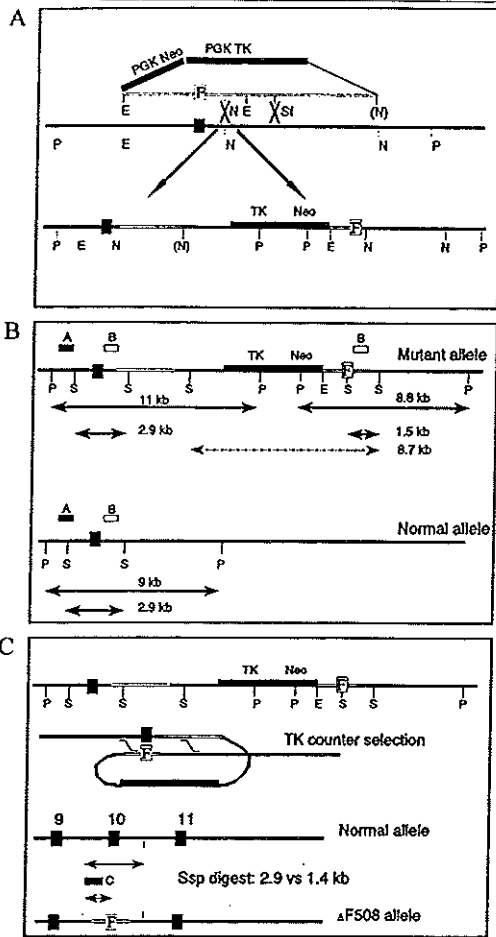 A
PGK Neo PGK TK
F
E N E SI (N)
P E N N P
TK Neo
F
P E N (N) P P E N N P
B
A B B
TK Neo Mutant allele
F
P S S S P P E S S P
11 kb 8.8 kb
2.9 kb 1.5 kb
8.7 kb
A B
Normal allele
P S S P
9 kb
2.9 kb
C
TK Neo
F
P S S S P P E S S P
TK counter selection
F
9 10 11
Normal allele
C Ssp digest: 2.9 vs 1.4 kb
F ΔF508 allele